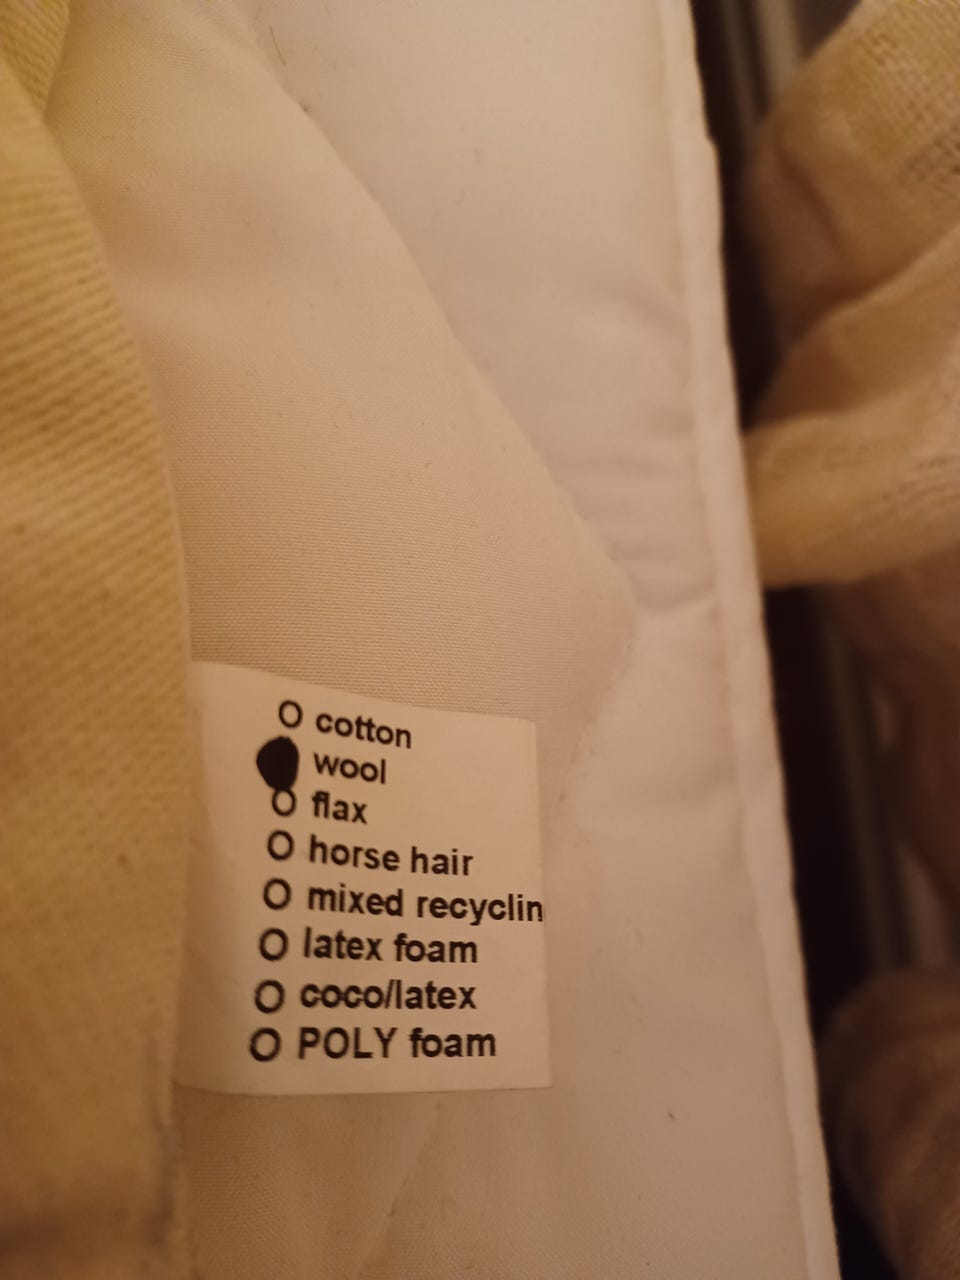 O cotton
wool
O flax
O horse hair
O mixed recyclin
O latex foam
O coco/latex
O POLY foam